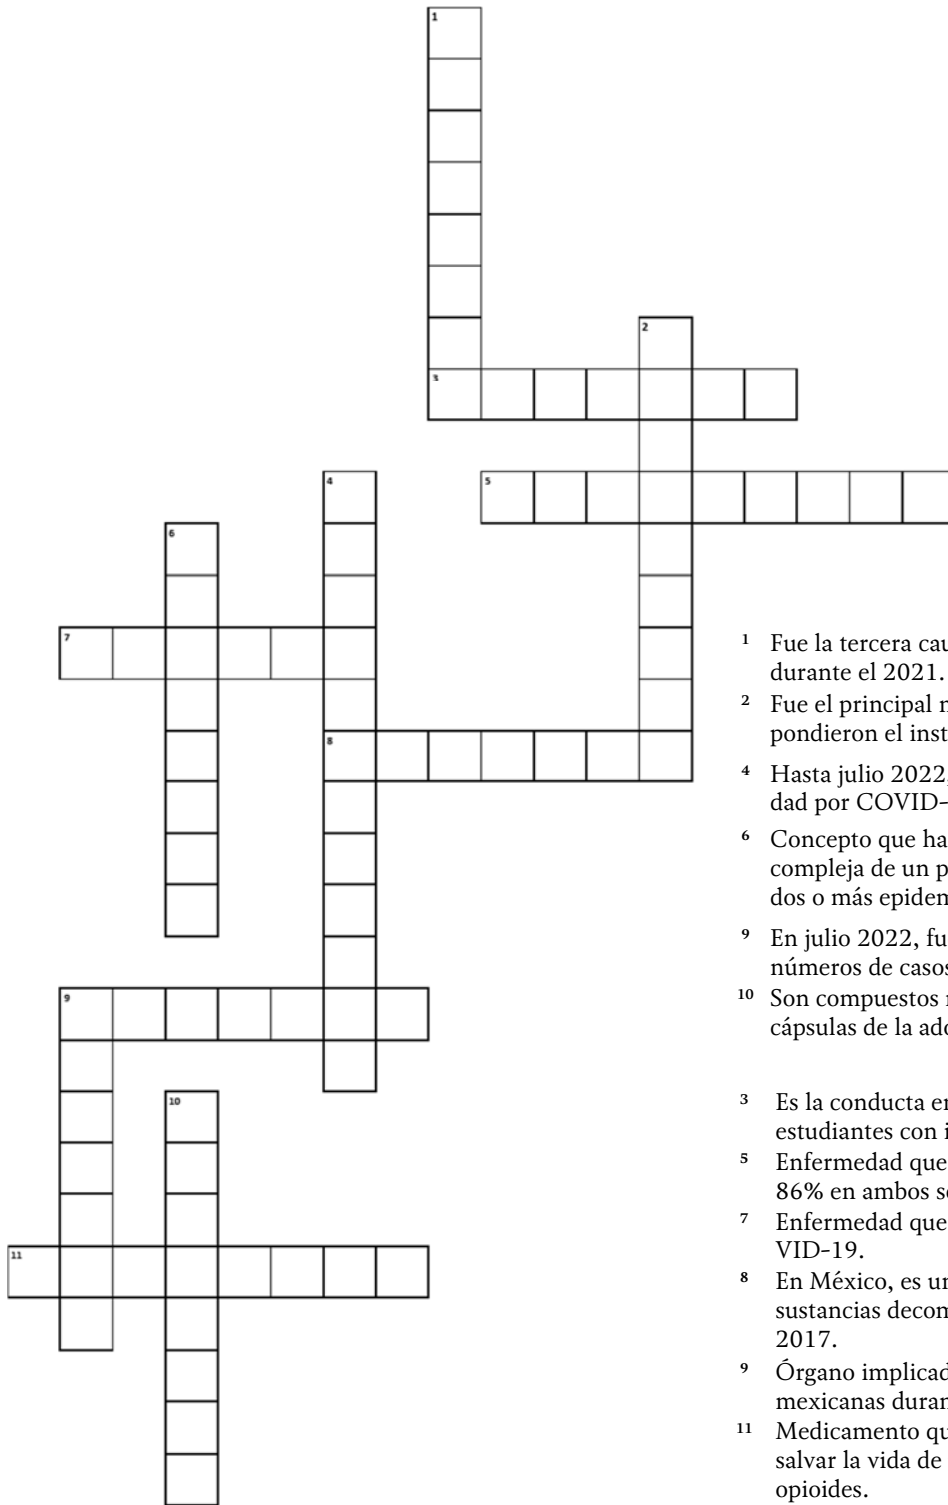 1
2
3
4 5
6
7
1 Fue la tercera cau
durante el 2021.
2 Fue el principal
8
pondieron el inst
4 Hasta julio 2022,
dad por COVID-
6 Concepto que ha
compleja de un p
dos o más epidem
9 En julio 2022, fu
9
números de casos
10 Son compuestos
cápsulas de la ado
10
3 Es la conducta en
estudiantes con i
5 Enfermedad que
86% en ambos se
7 Enfermedad que
11
VID-19.
8 En México, es un
sustancias decom
2017.
9 Órgano implicad
mexicanas duran
11 Medicamento qu
salvar la vida de
opioides.